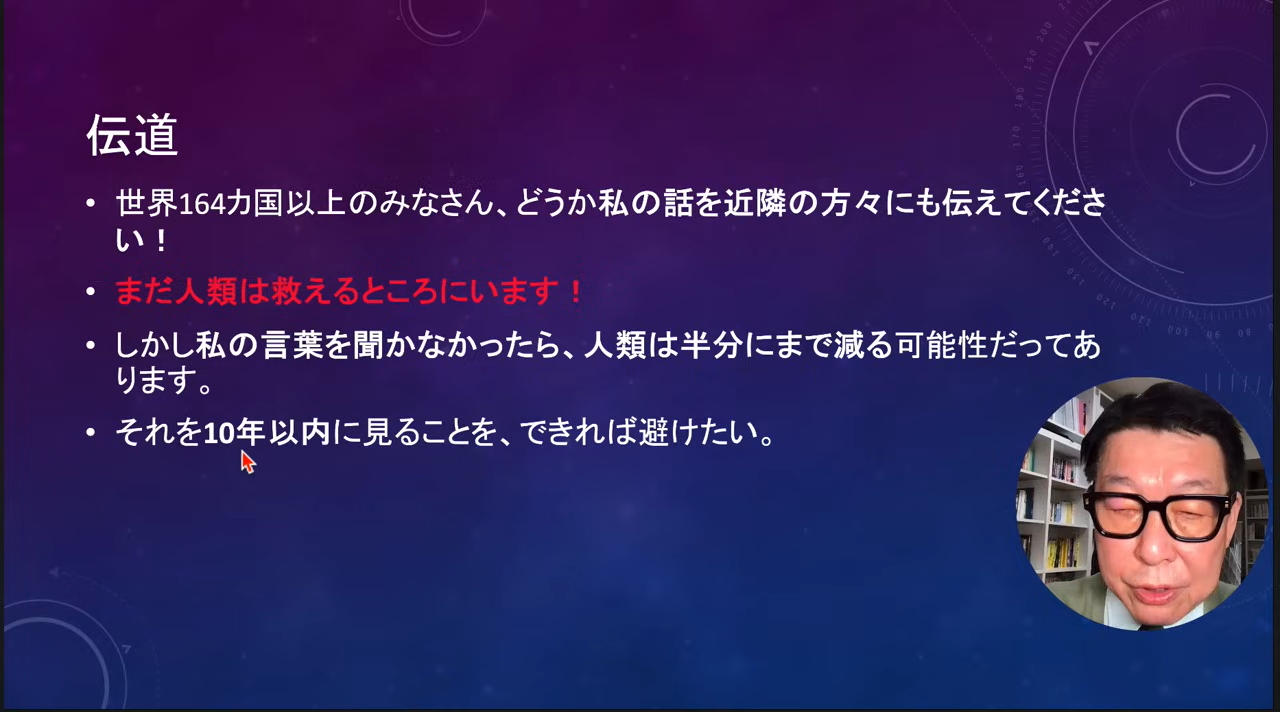 伝道
• 世界164カ国以上のみなさん、どうか私の話を近隣の方々にも伝えてくださ
い！
• まだ人類は救えるところにいます！
• しかし私の言葉を聞かなかったら、人類は半分にまで減る可能性だってあ
ります。
• それを10年以内に見ることを、できれば避けたい。